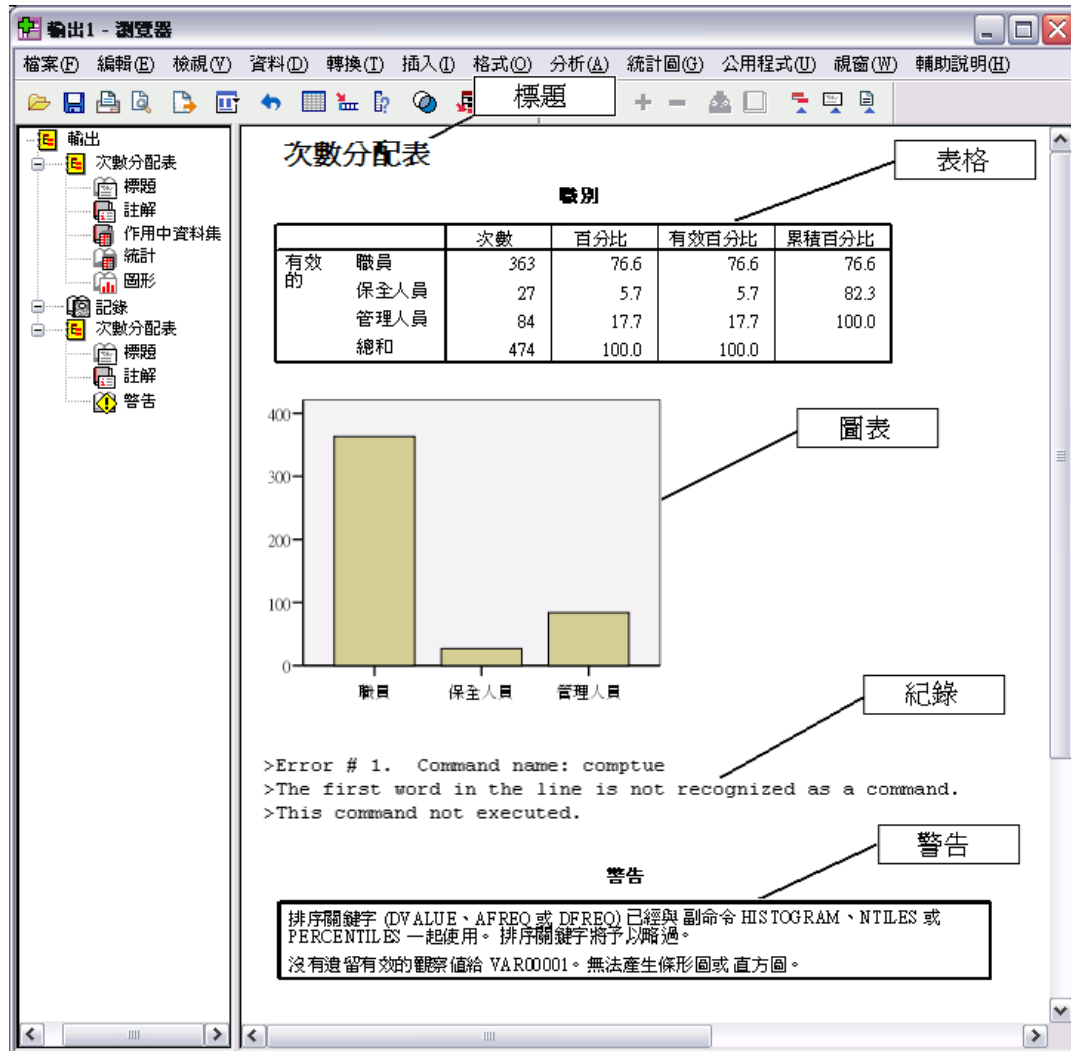 輸出1 - 瀏覽器
檔案(F) 編輯(E) 檢視(V) 資料(D) 轉換(T) 插入(I) 格式(O) 分析(A) 統計圖(G) 公用程式(U) 視窗(W) 輔助說明(H)
標題
輸出
次數分配表
標題
註解
作用中資料集
統計
圖形
記錄
次數分配表
標題
註解
警告
次數分配表
表格
職別
次數 百分比 有效百分比 累積百分比
有效的 職員 363 76.6 76.6 76.6
保全人員 27 5.7 5.7 82.3
管理人員 84 17.7 17.7 100.0
總和 474 100.0 100.0
圖表
400
300
200
100
0
職員 保全人員 管理人員
紀錄
>Error # 1. Command name: comptue
>The first word in the line is not recognized as a command.
>This command not executed.
警告
警告
排序關鍵字 (DVALUE、AFREQ 或 DFREQ) 已經與 副命令 HISTOGRAM、NTILES 或
PERCENTILES 一起使用。 排序關鍵字將予以略過。
沒有遺留有效的觀察值給 VAR00001。無法產生條形圖或 直方圖。